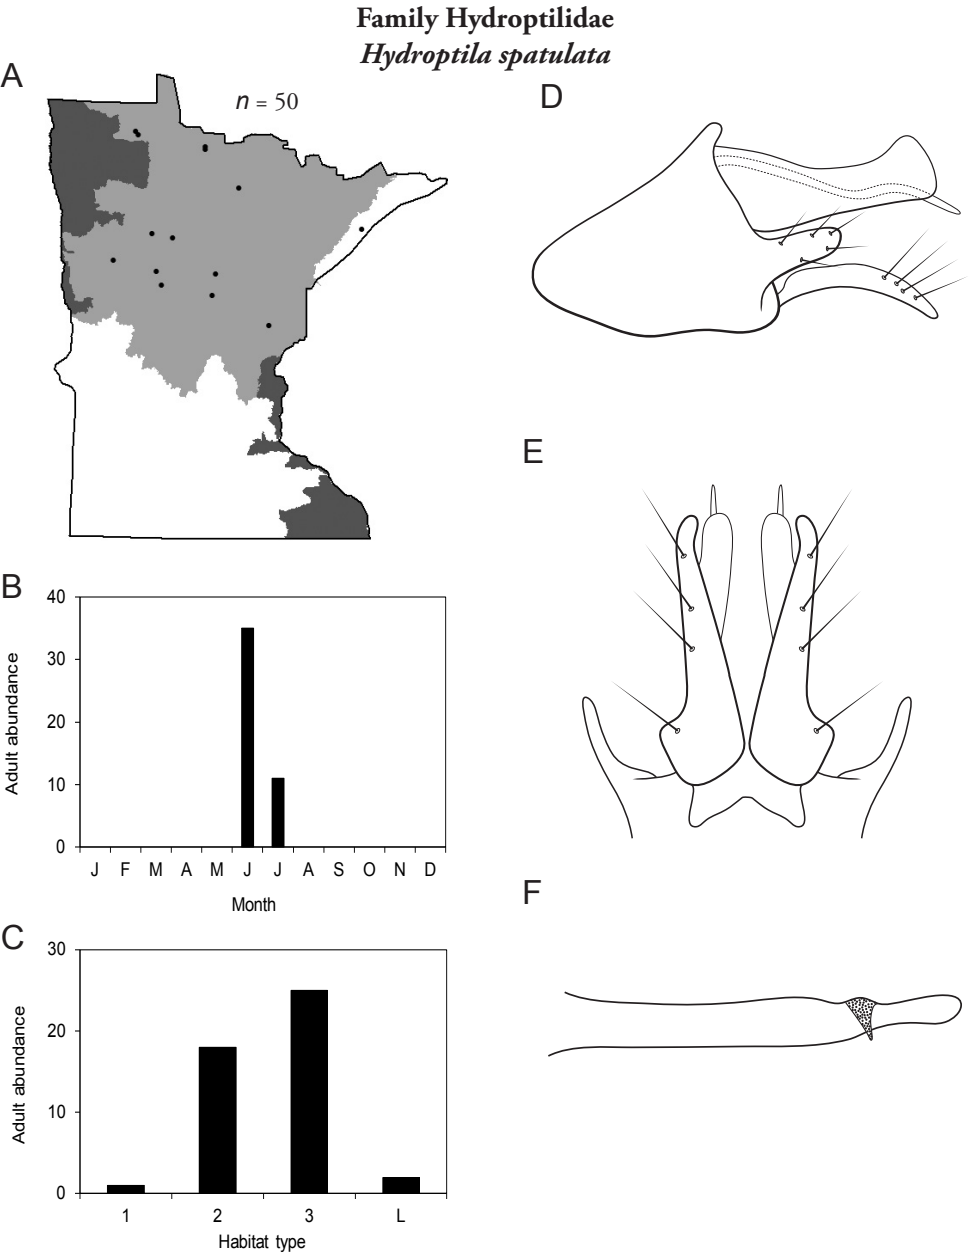 Family Hydroptilidae
Hydroptila spatulata
A
n = 50
D
E
B
40
30
20
10
0
Adult abundance
J F M A M J J A S O N D
Month
F
C
30
20
10
0
Adult abundance
1 2 3 L
Habitat type